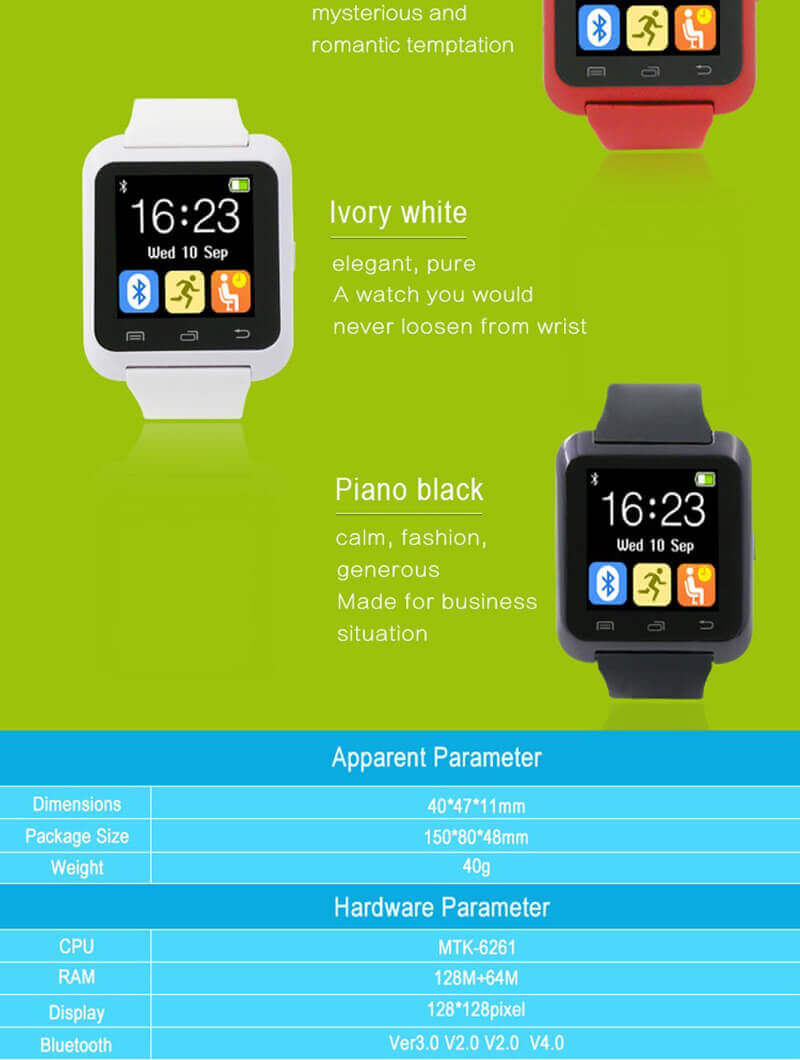 mysterious and
romantic temptation
16:23
Wed 10 Sep
Ivory white
elegant, pure
A watch you would
never loosen from wrist
16:23
Wed 10 Sep
Piano black
calm, fashion,
generous
Made for business
situation
Apparent Parameter
Dimensions 40*47*11mm
Package Size 150*80*48mm
Weight 40g
Hardware Parameter
CPU MTK-6261
RAM 128M+64M
Display 128*128pixel
Bluetooth Ver3.0 V2.0 V2.0 V4.0